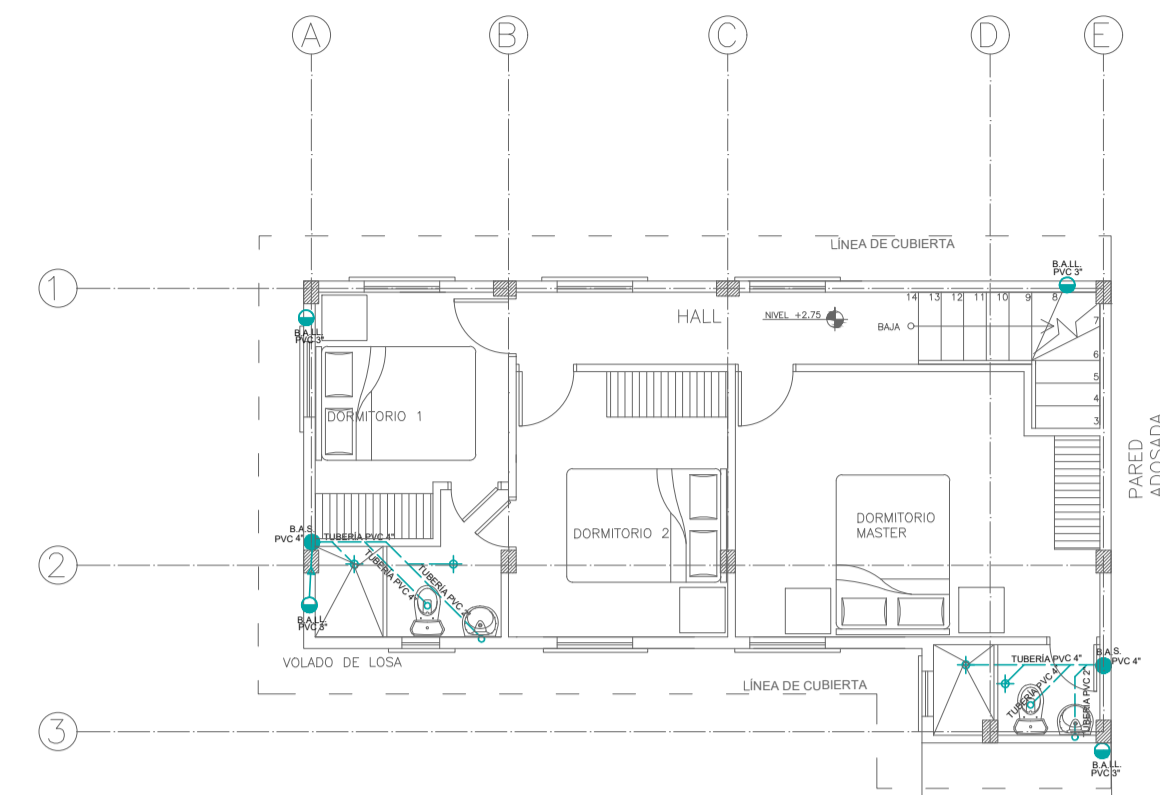 A
B
C
D
E
LÍNEA DE CUBIERTA
B.A.LL.
PVC 3"
1
14 13 12 11 10 9 8
HALL
NIVEL +2.75
BAJA
7
B.A.LL.
PVC 3"
6
5
4
3
DORMITORIO 1
PARED
ADOSADA
DORMITORIO
MASTER
B.A.S.
PVC 4"
TUBERÍA PVC 4"
DORMITORIO 2
2
TUBERÍA PVC 4"
TUBERÍA PVC 2"
B.A.LL.
PVC 3"
VOLADO DE LOSA
B.A.S.
PVC 4"
TUBERÍA PVC 4"
LÍNEA DE CUBIERTA
TUBERÍA PVC 4"
TUBERÍA PVC 2"
3
B.A.LL.
PVC 3"